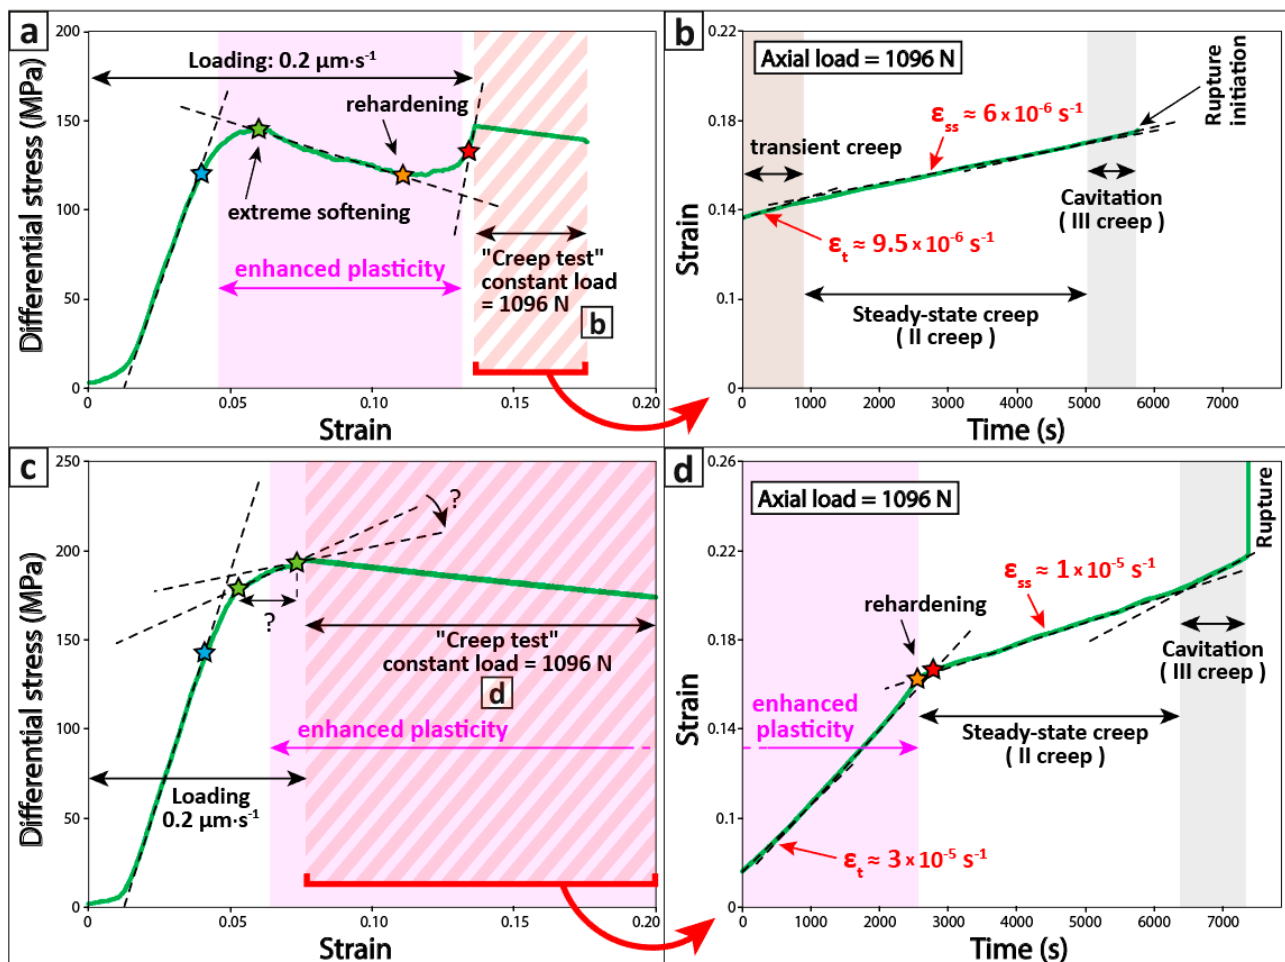 a
Differential stress (MPa)
200
150
100
50
0
Loading: 0.2 μm·s-1
rehardening
extreme softening
enhanced plasticity
"Creep test"
constant load
= 1096 N
b
0
0.05
0.10
0.15
0.20
Strain
b
Axial load = 1096 N
Strain
0.18
0.14
0.1
0
transient creep
εss ≈ 6 x 10-6 s-1
Rupture
initiation
εt ≈ 9.5 x 10-6 s-1
Cavitation
( III creep )
Steady-state creep
( II creep )
0
1000
2000
3000
4000
5000
6000
7000
Time (s)
c
Differential stress (MPa)
250
200
150
100
50
0
?
?
"Creep test"
constant load = 1096 N
d
enhanced plasticity
Loading
0.2 μm·s-1
0
0.05
0.10
0.15
0.20
Strain
d
Axial load = 1096 N
Strain
0.26
0.22
0.18
0.14
0.1
0
Rupture
εss ≈ 1 x 10-5 s-1
rehardening
enhanced
plasticity
Cavitation
( III creep )
Steady-state creep
( II creep )
εt ≈ 3 x 10-5 s-1
0
1000
2000
3000
4000
5000
6000
7000
Time (s)